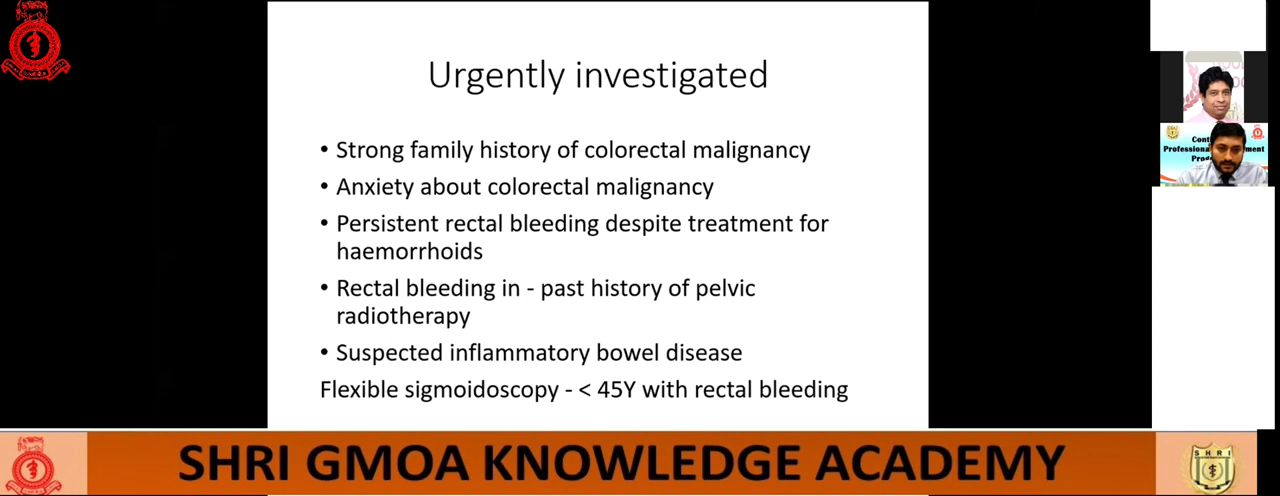 Urgently investigated
• Strong family history of colorectal malignancy
• Anxiety about colorectal malignancy
• Persistent rectal bleeding despite treatment for
haemorrhoids
• Rectal bleeding in - past history of pelvic
radiotherapy
• Suspected inflammatory bowel disease
Flexible sigmoidoscopy - < 45Y with rectal bleeding
SHRI GMOA KNOWLEDGE ACADEMY
SHRI